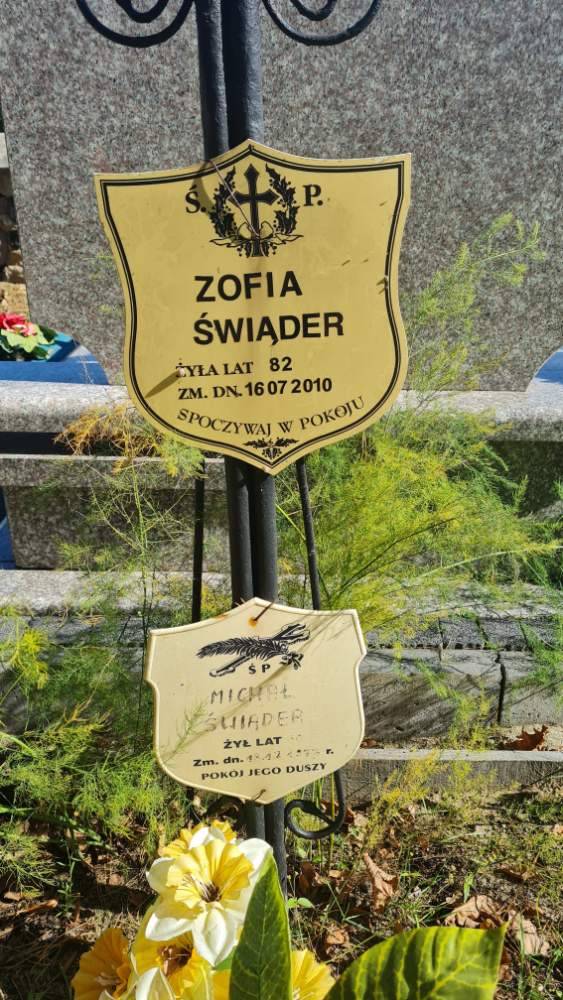 Ś. P.
ZOFIA
ŚWIĄDER
ŻYŁA LAT 82
ZM. DN. 16 07 2010
SPOCZYWAJ W POKOJU
Ś P
MICHAŁ
ŚWIĄDER
ŻYŁ LAT
Zm. dn. r.
POKÓJ JEGO DUSZY